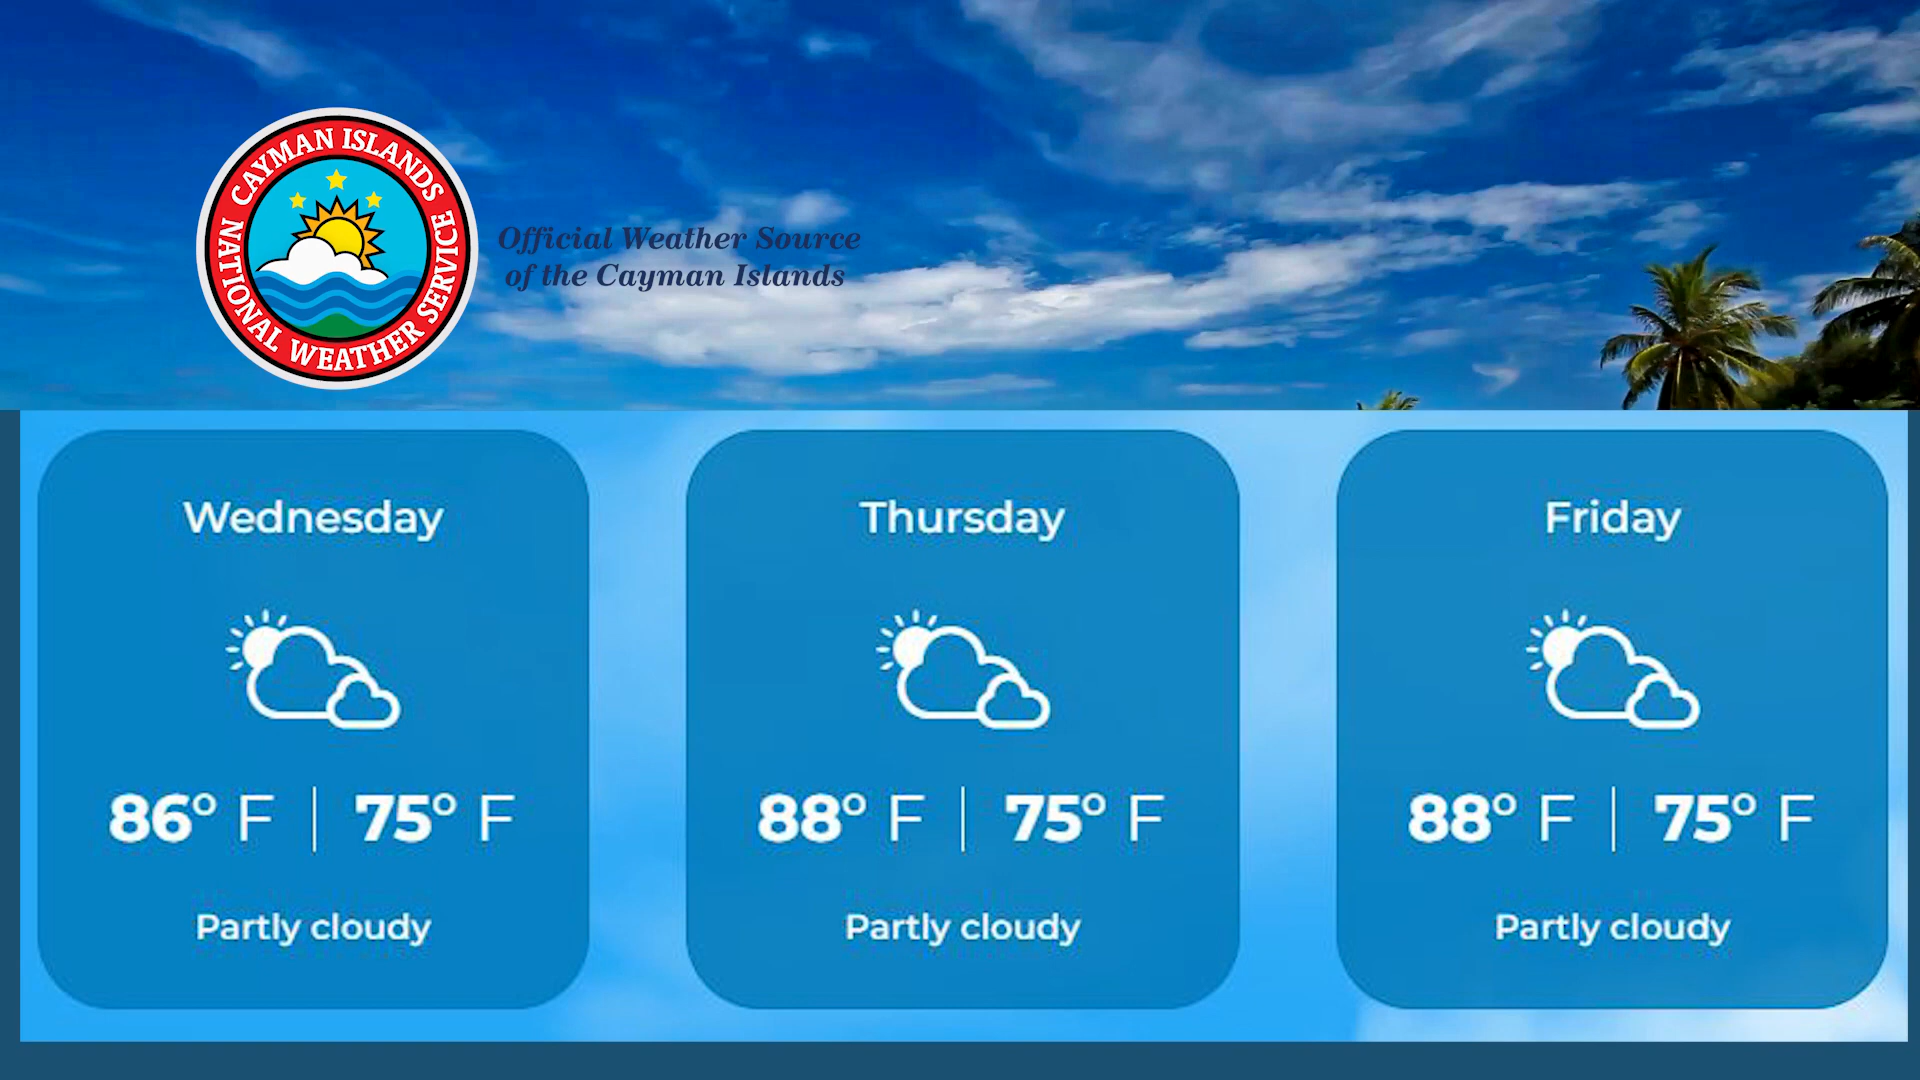 CAYMAN ISLANDS
NATIONAL WEATHER SERVICE
Official Weather Source
of the Cayman Islands
Wednesday
86° F | 75° F
Partly cloudy
Thursday
88° F | 75° F
Partly cloudy
Friday
88° F | 75° F
Partly cloudy